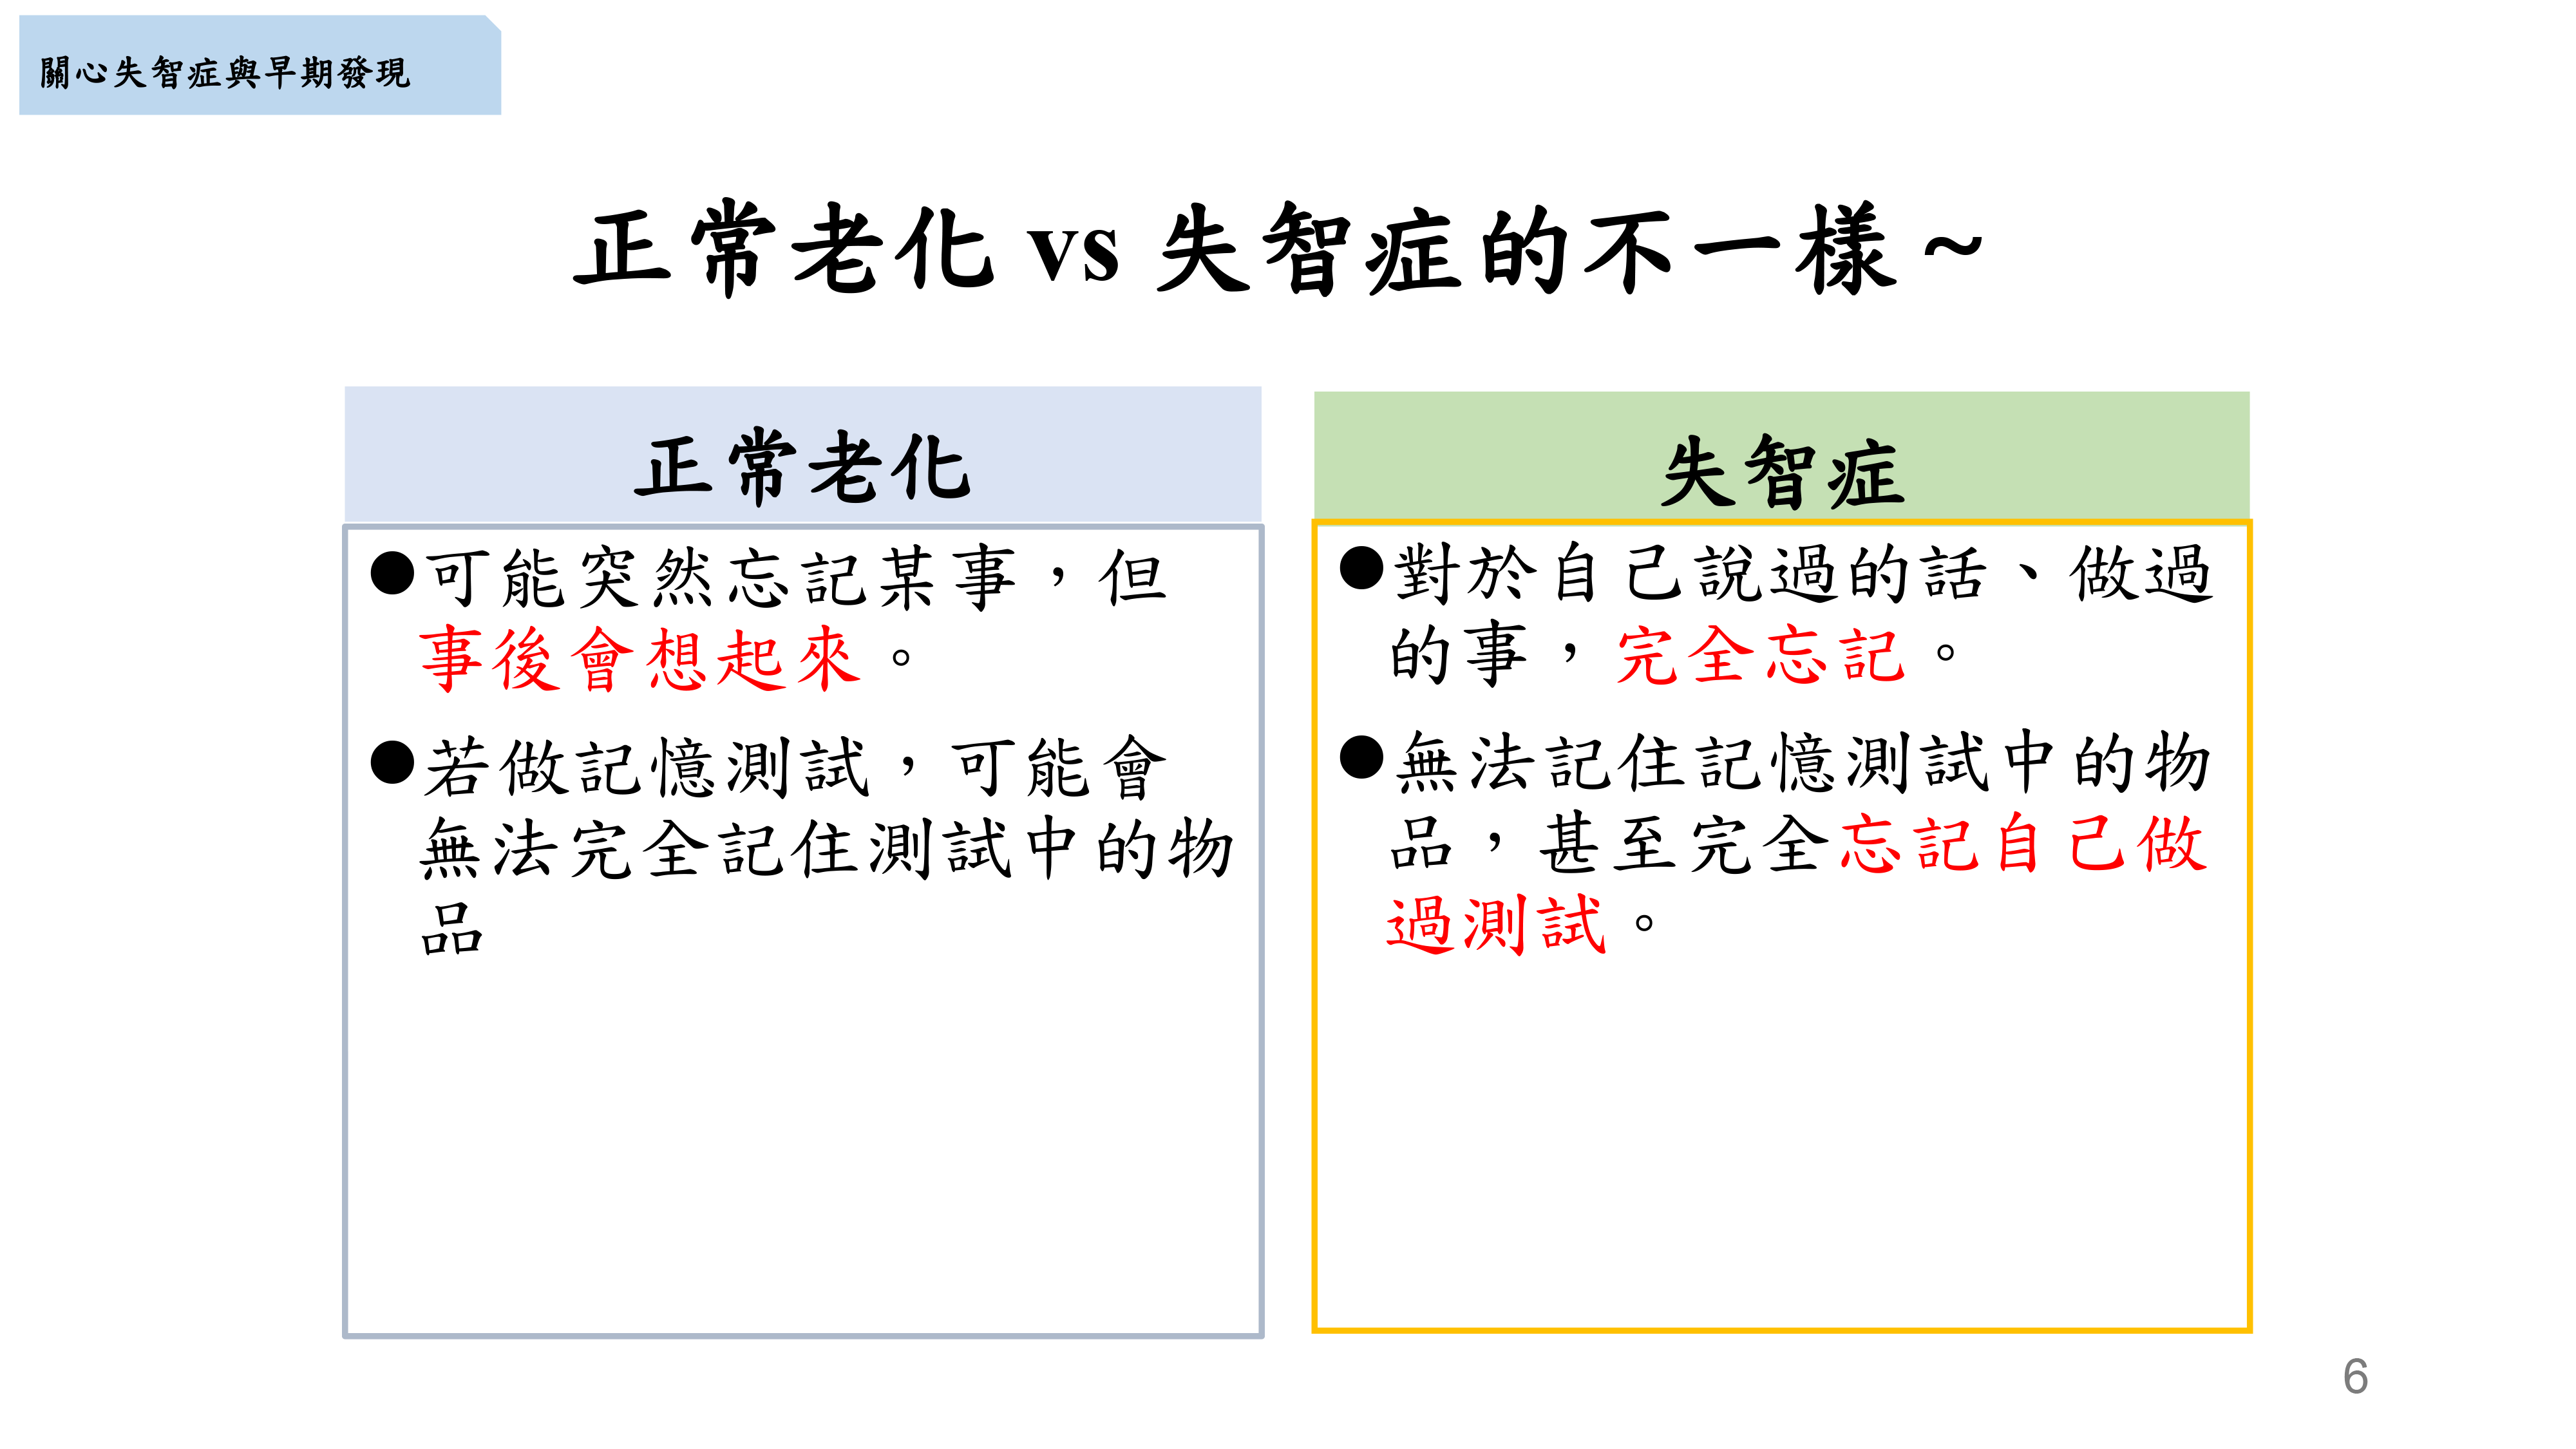 關心失智症與早期發現
正常老化 vs 失智症的不一樣~
正常老化
●可能突然忘記某事，但
事後會想起來。
●若做記憶測試，可能會
無法完全記住測試中的物
品
失智症
●對於自己說過的話、做過
的事，完全忘記。
●無法記住記憶測試中的物
品，甚至完全忘記自己做
過測試。
6